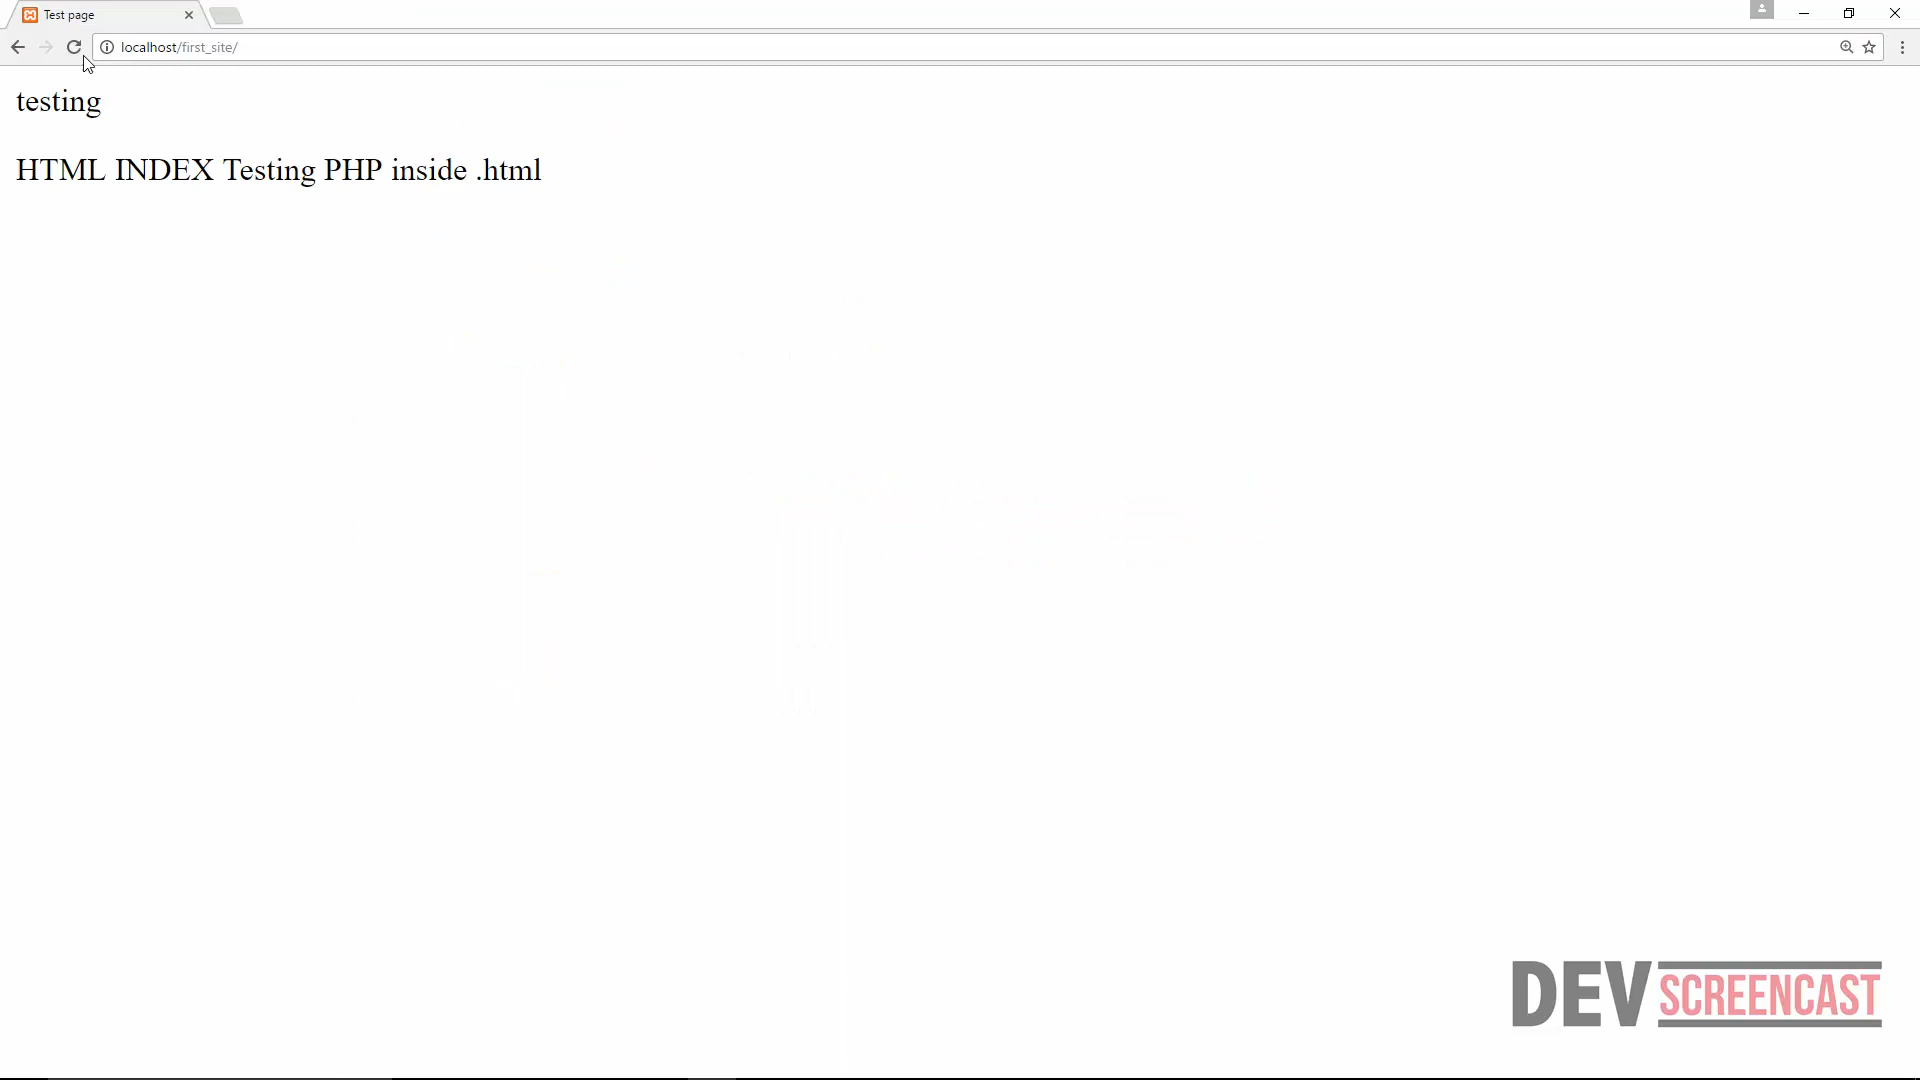 Test page
localhost/first_site/
testing
HTML INDEX Testing PHP inside .html
DEV SCREENCAST